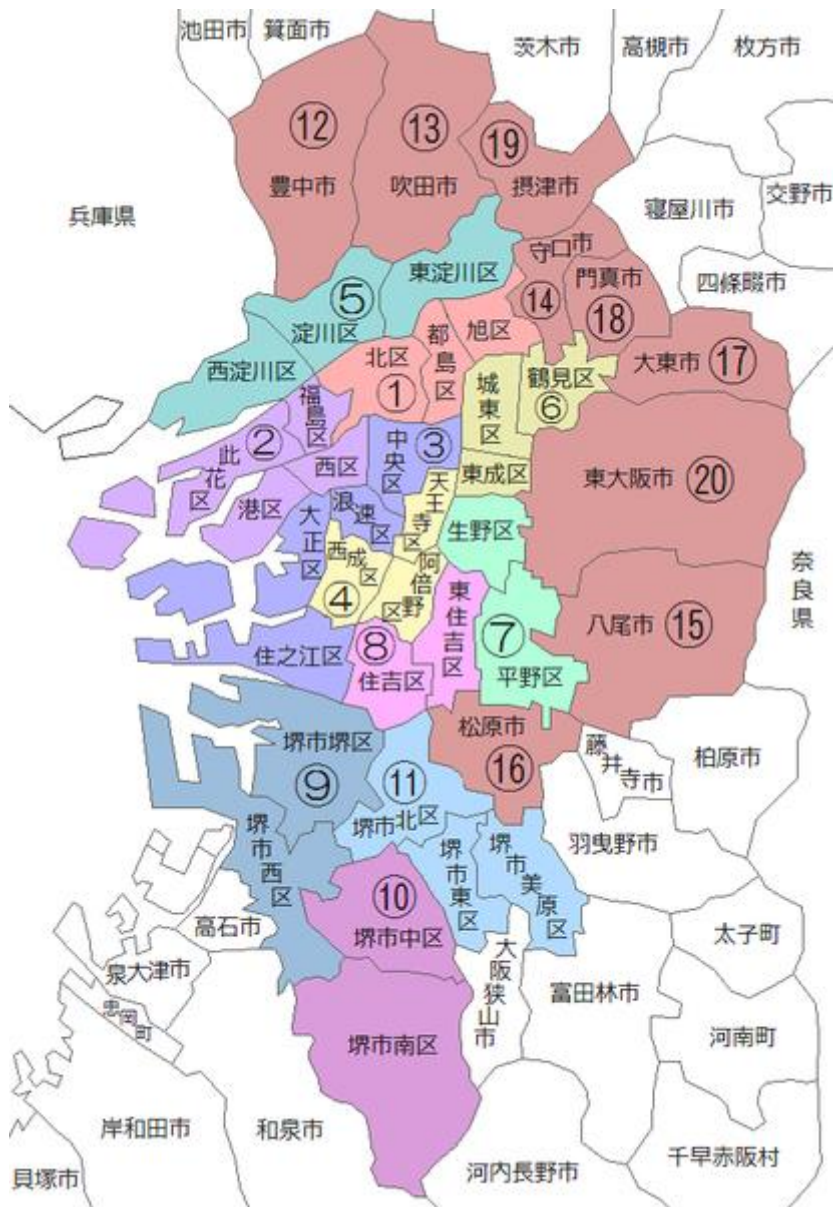 池田市
箕面市
茨木市
高槻市
枚方市
⑫
豊中市
⑬
吹田市
⑲
摂津市
寝屋川市
交野市
兵庫県
四條畷市
守口市
⑭
門真市
⑱
東淀川区
⑤
淀川区
西淀川区
大東市 ⑰
都島区
旭区
北区
①
城東区
鶴見区
⑥
福島区
②
此花区
西区
港区
③
中央区
東成区
天王寺区
浪速区
大正区
生野区
東大阪市 ⑳
奈良県
西成区
④
阿倍野区
東住吉区
⑦
平野区
八尾市 ⑮
住之江区
⑧
住吉区
松原市
⑯
堺市堺区
⑨
⑪
堺市北区
藤井寺市
柏原市
羽曳野市
堺市西区
堺市東区
堺市美原区
⑩
堺市中区
高石市
太子町
泉大津市
大阪狭山市
富田林市
忠岡町
堺市南区
河南町
岸和田市
和泉市
貝塚市
河内長野市
千早赤阪村